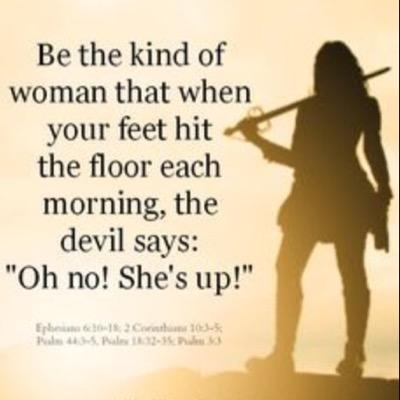 Be the kind of
woman that when
your feet hit
the floor each
morning, the
devil says:
"Oh no! She's up!"
Ephesians 6:10-18; 2 Corinthians 10:3-5;
Psalm 44:3-5, Psalm 18:32-35; Psalm 3:3